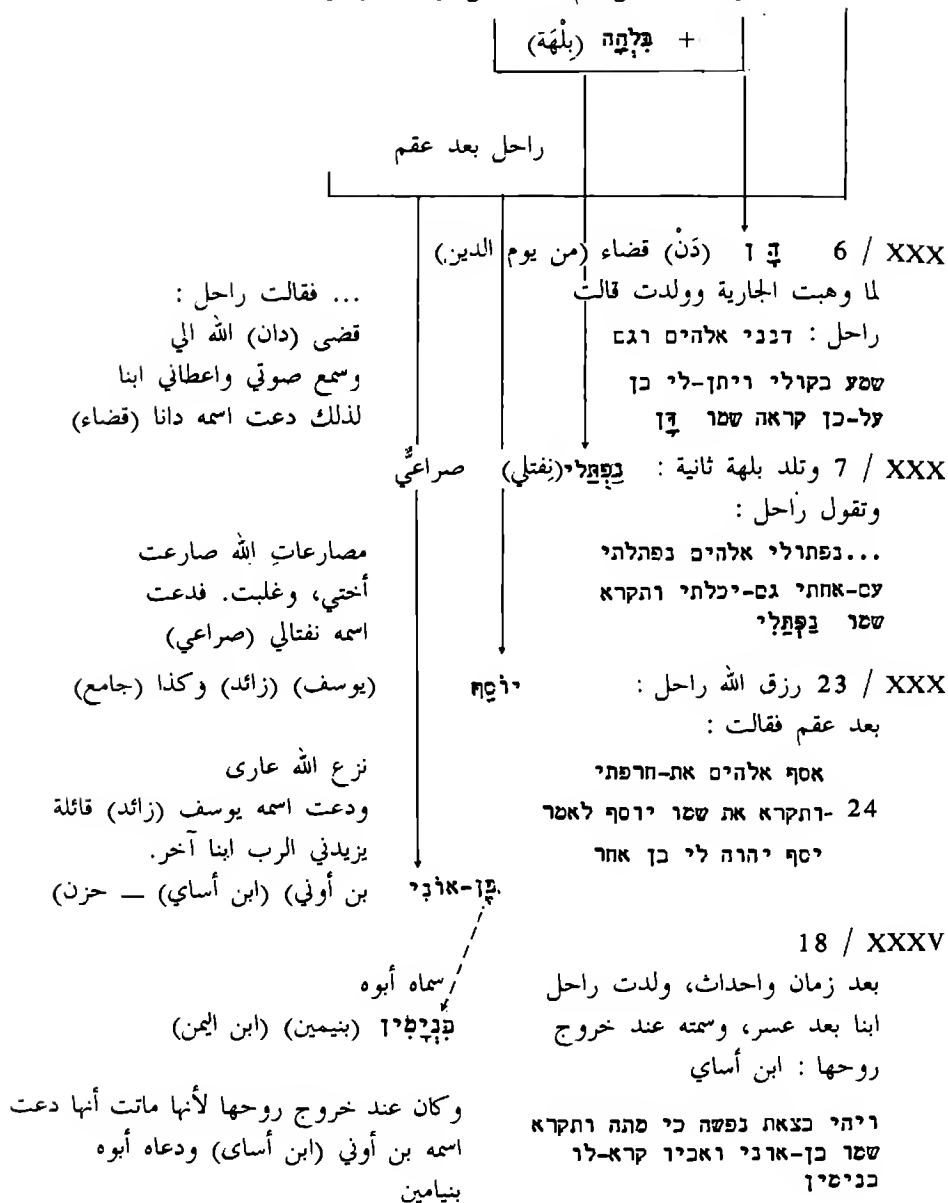 + בִּלְהָה (بِلْهَة)
راحل بعد عقم
XXX / 6 דָּן (دَنْ) قضاء (من يوم الدين)
لما وهبت الجارية وولدت قالت
راحل : דנני אלהים וגם
שמע בקולי ויתן-לי בן
על-כן קראה שמו דָּן
... فقالت راحل :
قضى (دان) الله الي
وسمع صوتي واعطاني ابنا
لذلك دعت اسمه دانا (قضاء)
XXX / 7 وتلد بلهة ثانية : נַפְתָּלִי (نِفتلي) صراعيٌّ
وتقول راحل :
...נפתולי אלהים נפתלתי
עם-אחתי גם-יכלתי ותקרא
שמו נַפְתָּלִי
مصارعاتِ الله صارعت
أختي، وغلبت. فدعت
اسمه نفتالي (صراعي)
XXX / 23 رزق الله راحل : יוֹסֵף (يوسف) (زائد) وكذا (جامع)
بعد عقم فقالت :
אסף אלהים את-חרפתי
24 -ותקרא את שמו יוסף לאמר
יסף יהוה לי בן אחר
نزع الله عارى
ودعت اسمه يوسف (زائد) قائلة
يزيدني الرب ابنا آخر.
בֶּן-אוֹנִי بن أوني) (ابن أساي) — حزن)
XXXV / 18
بعد زمان واحداث، ولدت راحل
ابنا بعد عسر، وسمته عند خروج
روحها : ابن أساي
سماه أبوه
בִּנְיָמִין (بنيمين) (ابن اليمن)
ויהי בצאת נפשה כי מתה ותקרא
שמו בן-אוני ואביו קרא-לו
בנימין
وكان عند خروج روحها لأنها ماتت أنها دعت
اسمه بن أوني (ابن أساى) ودعاه أبوه
بنيامين